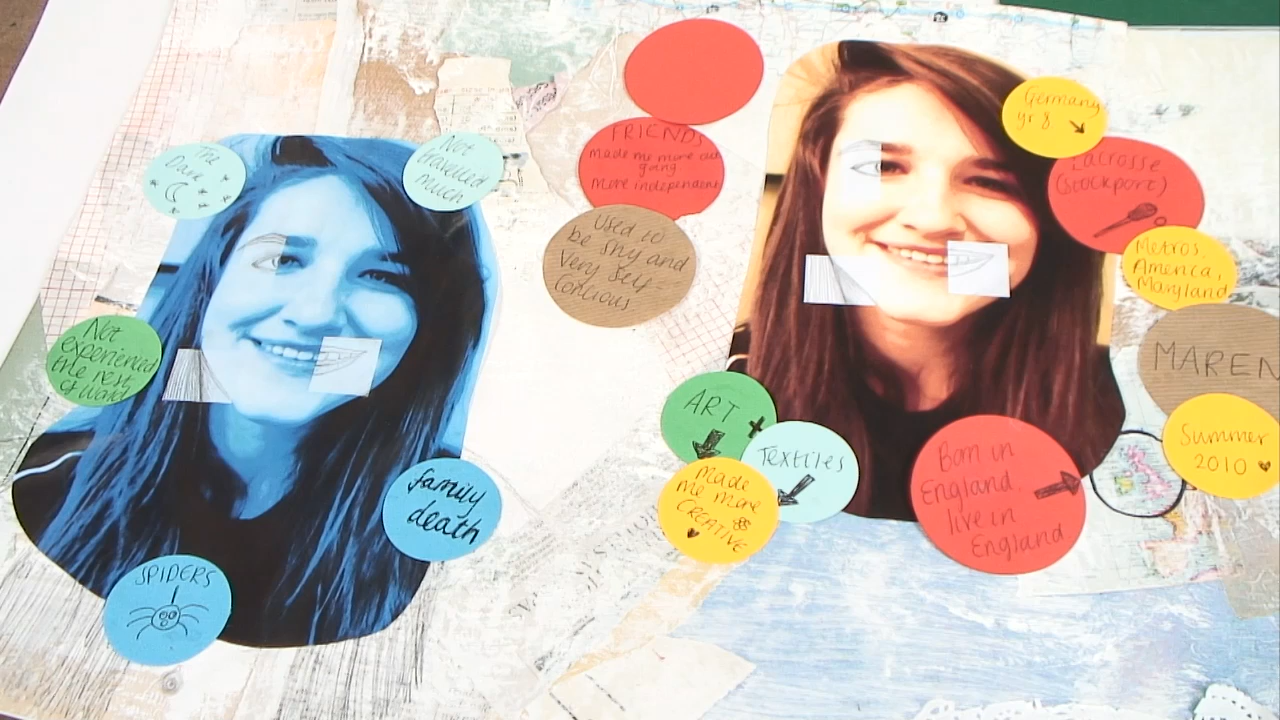 The
Dark
Not
travelled
much
Not
experienced
the rest
of world
family
death
SPIDERS
FRIENDS
Made me more out
going
More independent
Used to
be shy and
very self-
concious
Germany
yr 8
Lacrosse
(stockport)
Metros.
America,
Maryland
MAREN
Summer
2010
ART
Textiles
made
me more
CREATIVE
Born in
England.
live in
England